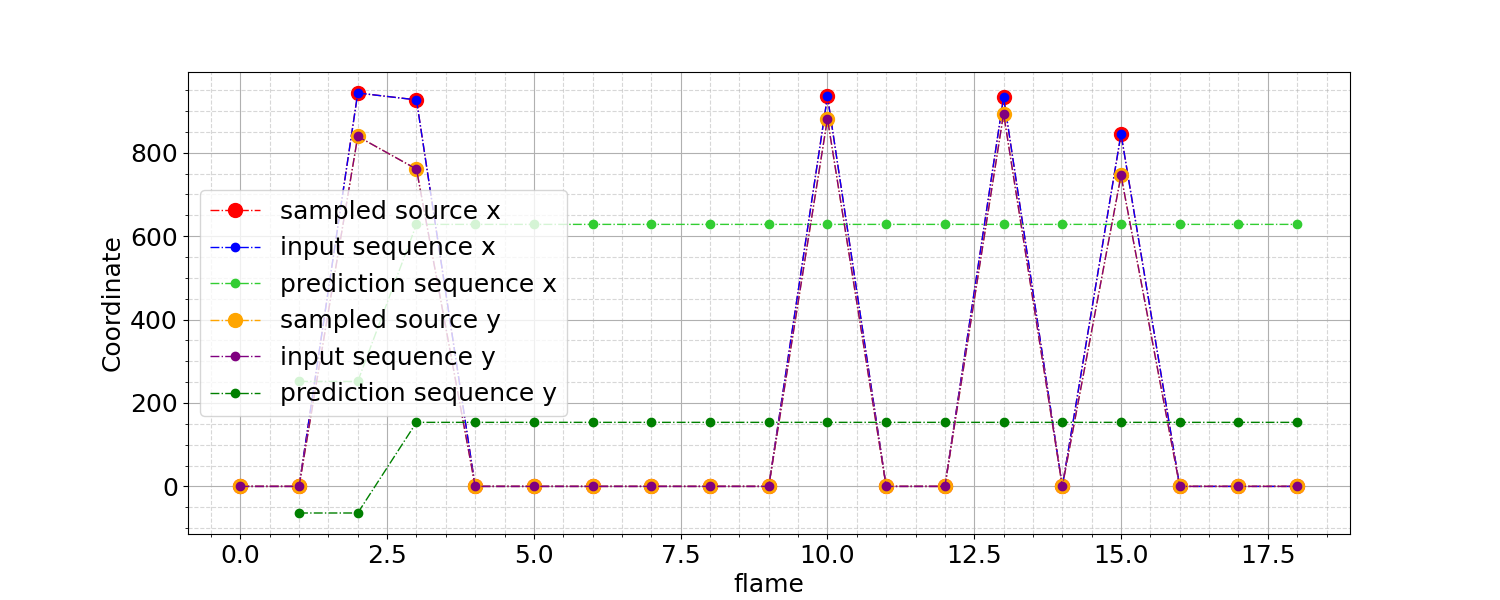 Coordinate
800
600
400
200
0
sampled source x
input sequence x
prediction sequence x
sampled source y
input sequence y
prediction sequence y
0.0 2.5 5.0 7.5 10.0 12.5 15.0 17.5
flame